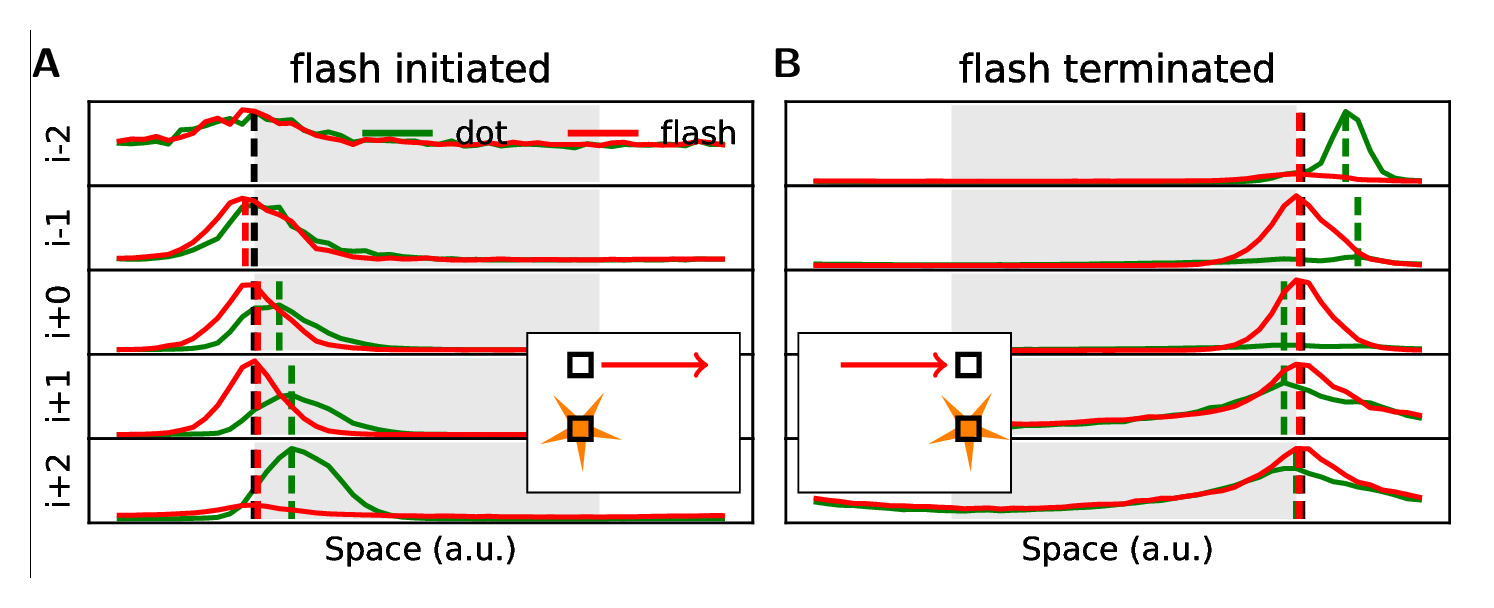 A
flash initiated
B
flash terminated
dot
flash
i-2
i-1
i+0
i+1
i+2
Space (a.u.)
Space (a.u.)